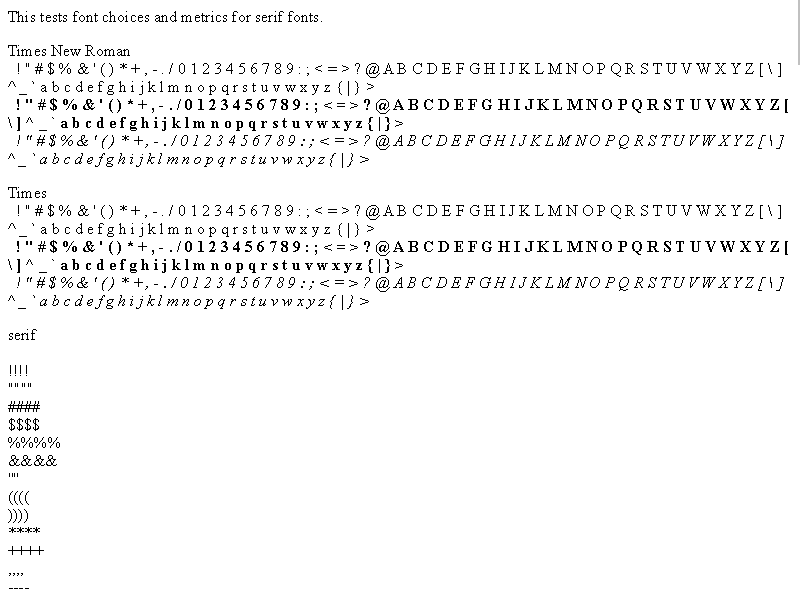 This tests font choices and metrics for serif fonts.
Times New Roman
! " # $ % & ' ( ) * + , - . / 0 1 2 3 4 5 6 7 8 9 : ; < = > ? @ A B C D E F G H I J K L M N O P Q R S T U V W X Y Z [ \ ]
^ _ ` a b c d e f g h i j k l m n o p q r s t u v w x y z { | } >
! " # $ % & ' ( ) * + , - . / 0 1 2 3 4 5 6 7 8 9 : ; < = > ? @ A B C D E F G H I J K L M N O P Q R S T U V W X Y Z [
\ ] ^ _ ` a b c d e f g h i j k l m n o p q r s t u v w x y z { | } >
! " # $ % & ' ( ) * + , - . / 0 1 2 3 4 5 6 7 8 9 : ; < = > ? @ A B C D E F G H I J K L M N O P Q R S T U V W X Y Z [ \ ]
^ _ ` a b c d e f g h i j k l m n o p q r s t u v w x y z { | } >
Times
! " # $ % & ' ( ) * + , - . / 0 1 2 3 4 5 6 7 8 9 : ; < = > ? @ A B C D E F G H I J K L M N O P Q R S T U V W X Y Z [ \ ]
^ _ ` a b c d e f g h i j k l m n o p q r s t u v w x y z { | } >
! " # $ % & ' ( ) * + , - . / 0 1 2 3 4 5 6 7 8 9 : ; < = > ? @ A B C D E F G H I J K L M N O P Q R S T U V W X Y Z [
\ ] ^ _ ` a b c d e f g h i j k l m n o p q r s t u v w x y z { | } >
! " # $ % & ' ( ) * + , - . / 0 1 2 3 4 5 6 7 8 9 : ; < = > ? @ A B C D E F G H I J K L M N O P Q R S T U V W X Y Z [ \ ]
^ _ ` a b c d e f g h i j k l m n o p q r s t u v w x y z { | } >
serif
!!!!
""""
####
$$$$
%%%%
&&&&
''''
((((
))))
****
++++
,,,,
----